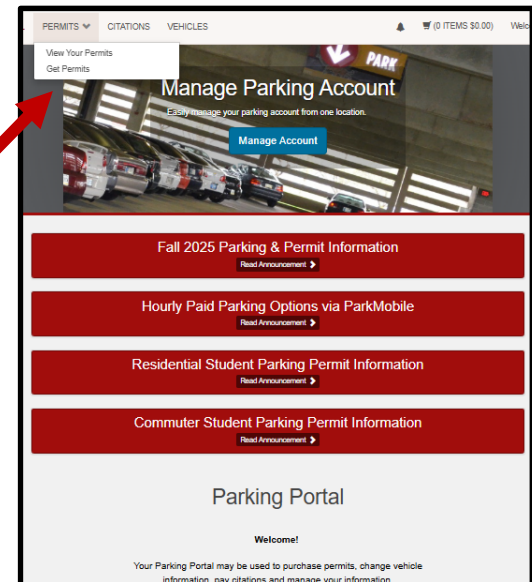 PERMITS CITATIONS VEHICLES (0 ITEMS $0.00)
View Your Permits
Get Permits
PARK
Manage Parking Account
Easily manage your parking account from one location.
Manage Account
Fall 2025 Parking & Permit Information
Read Announcement
Hourly Paid Parking Options via ParkMobile
Read Announcement
Residential Student Parking Permit Information
Read Announcement
Commuter Student Parking Permit Information
Read Announcement
Parking Portal
Welcome!
Your Parking Portal may be used to purchase permits, change vehicle
information, pay citations and manage your information.